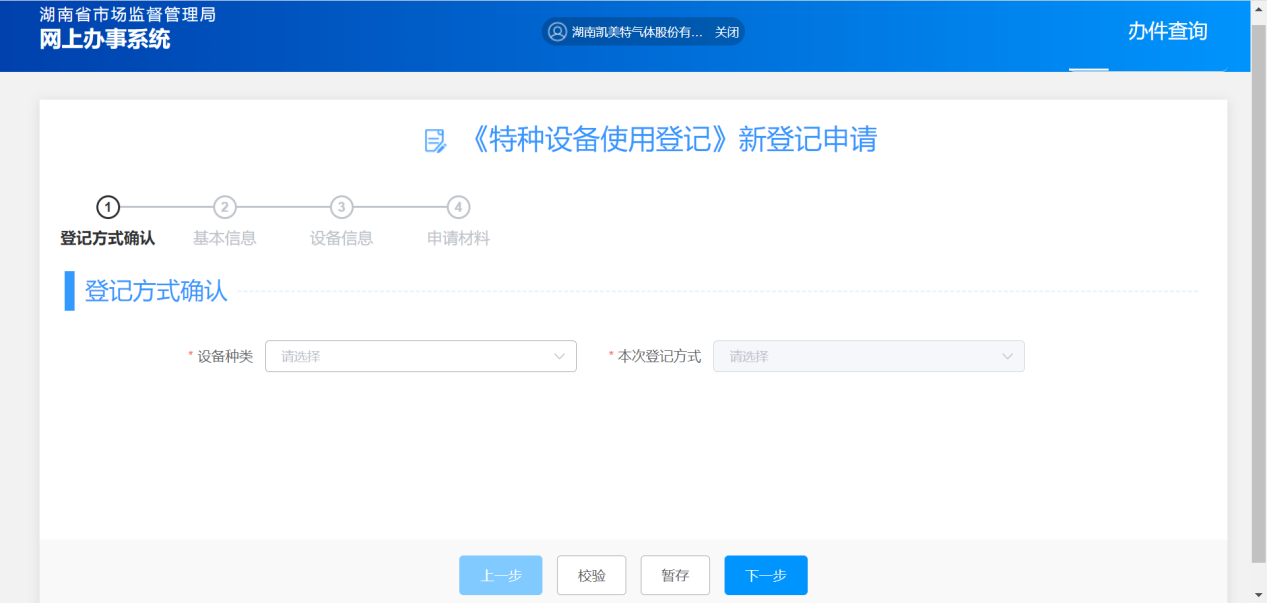 湖南省市场监督管理局
网上办事系统
湖南凯美特气体股份有... 关闭
办件查询
《特种设备使用登记》新登记申请
1 2 3 4
登记方式确认 基本信息 设备信息 申请材料
登记方式确认
* 设备种类 请选择 * 本次登记方式 请选择
上一步 校验 暂存 下一步